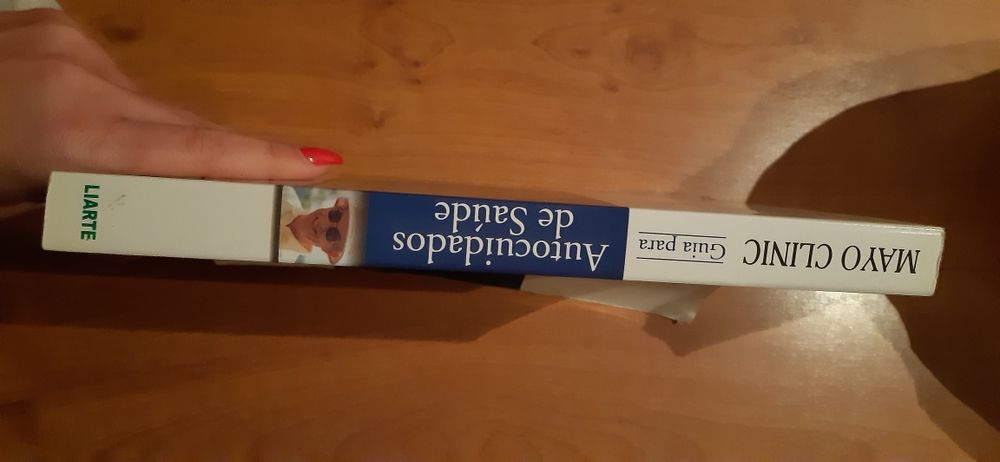 MAYO CLINIC
Guia para
Autocuidados
de Saúde
LIARTE